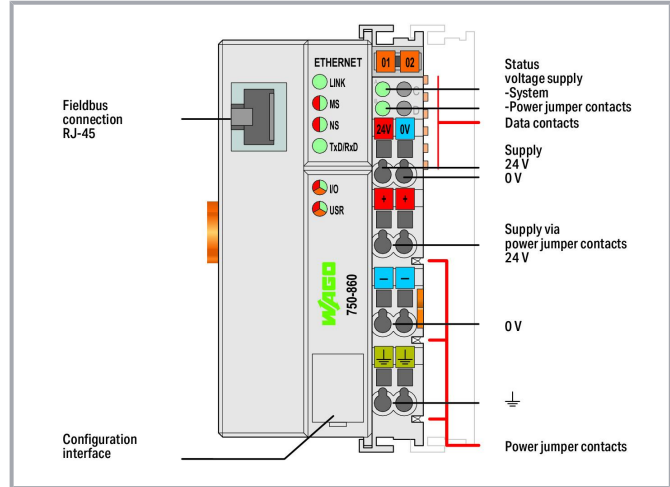 Fieldbus
connection
RJ-45
Configuration
interface
ETHERNET
LINK
MS
NS
TxD/RxD
I/O
USR
WAGO
750-860
01 02
C
D
24V 0V
+ +
— —
Status
voltage supply
-System
-Power jumper contacts
Data contacts
Supply
24 V
0 V
Supply via
power jumper contacts
24 V
0 V
Power jumper contacts